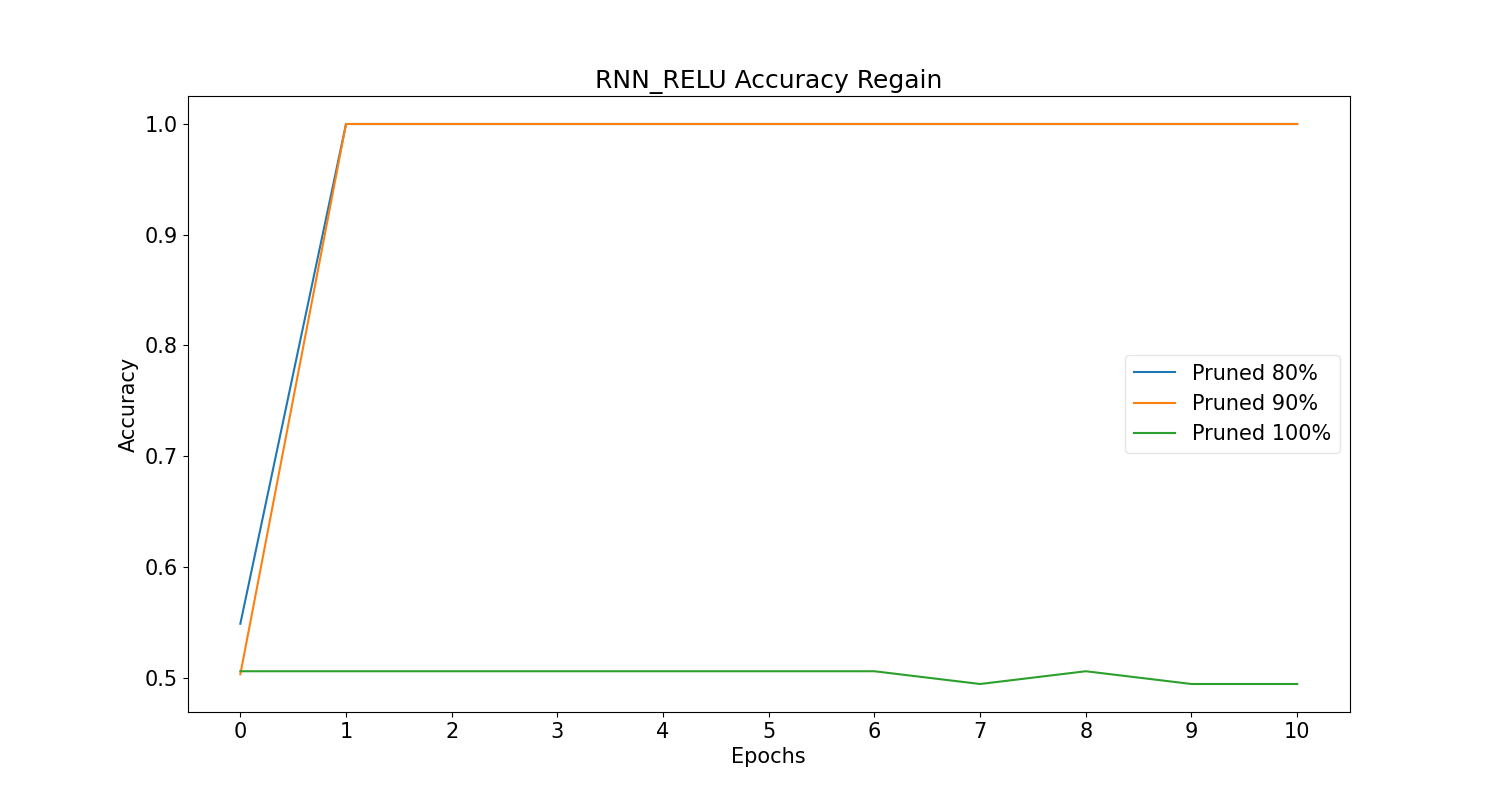 RNN_RELU Accuracy Regain
1.0
0.9
0.8
0.7
0.6
0.5
Accuracy
Pruned 80%
Pruned 90%
Pruned 100%
0 1 2 3 4 5 6 7 8 9 10
Epochs